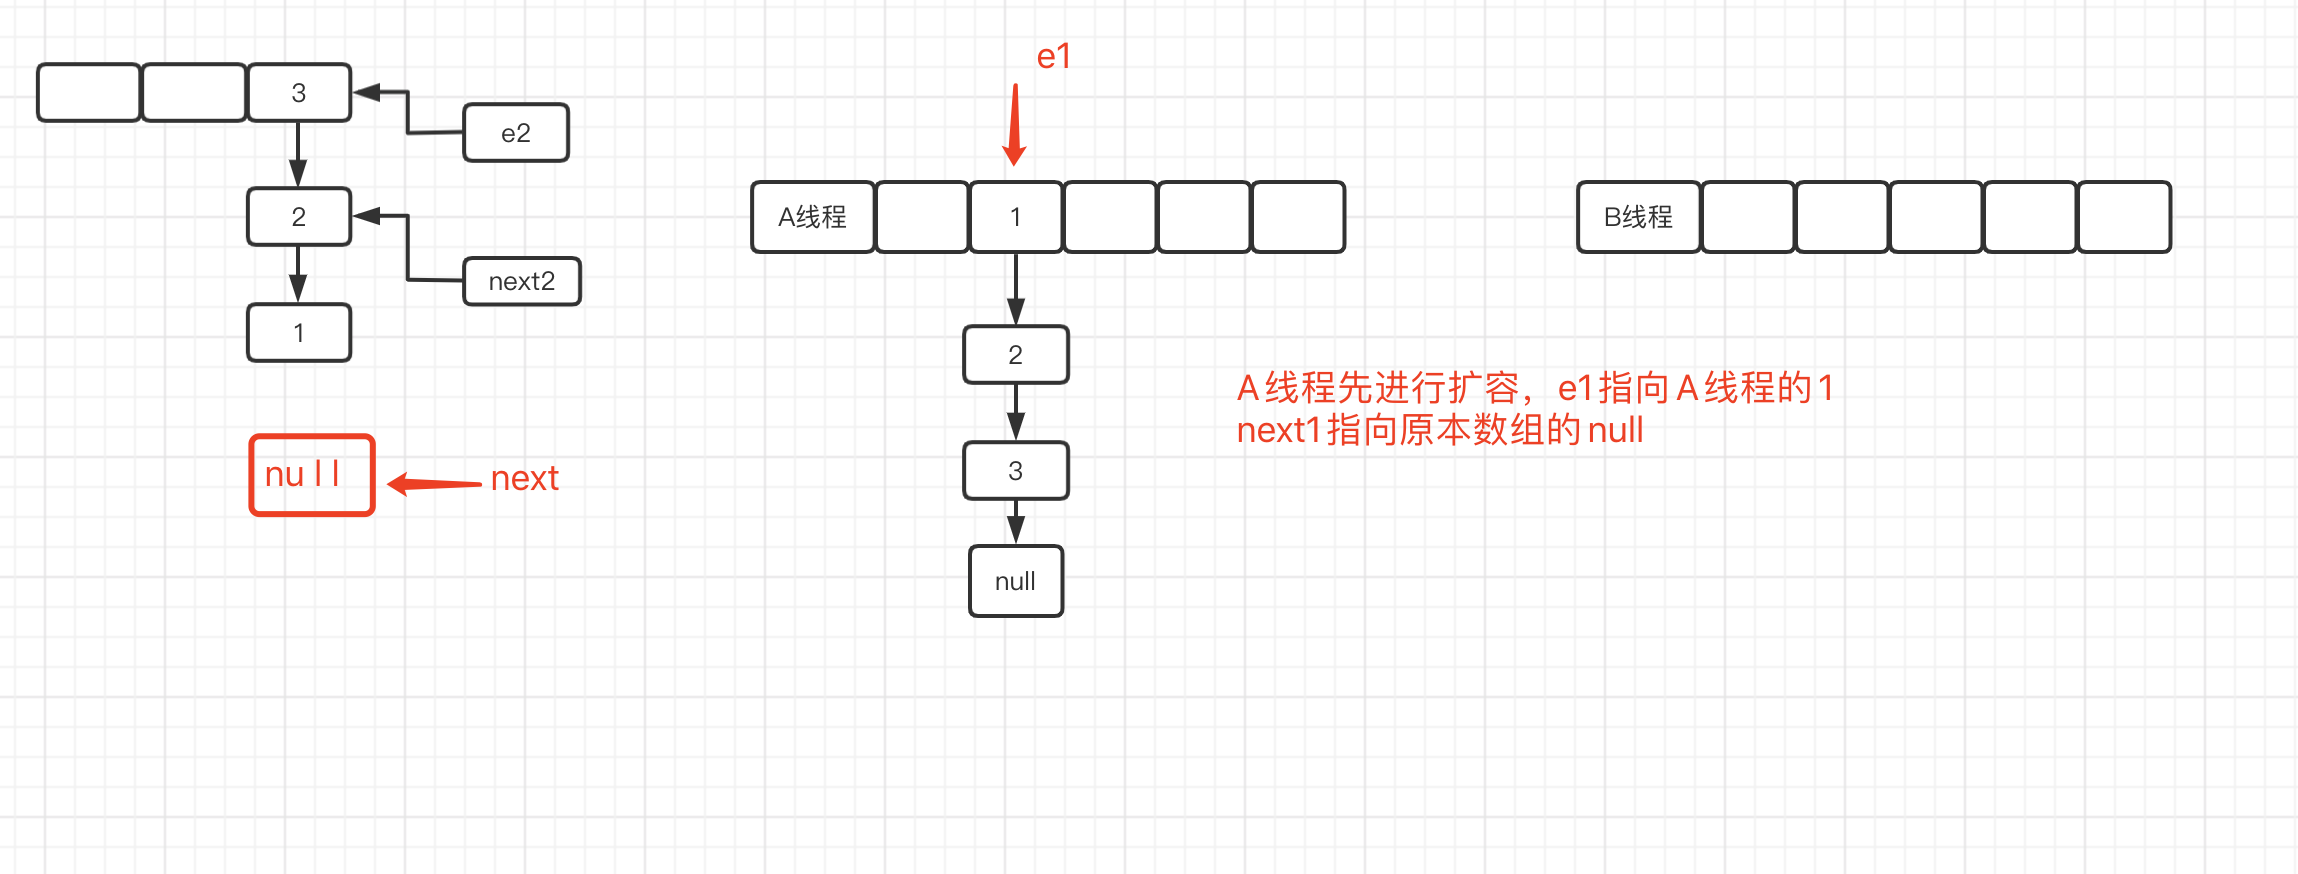 3
e2
2
next2
1
nu l l
next
e1
A线程
1
2
3
null
B线程
A线程先进行扩容，e1指向A线程的1
next1指向原本数组的null